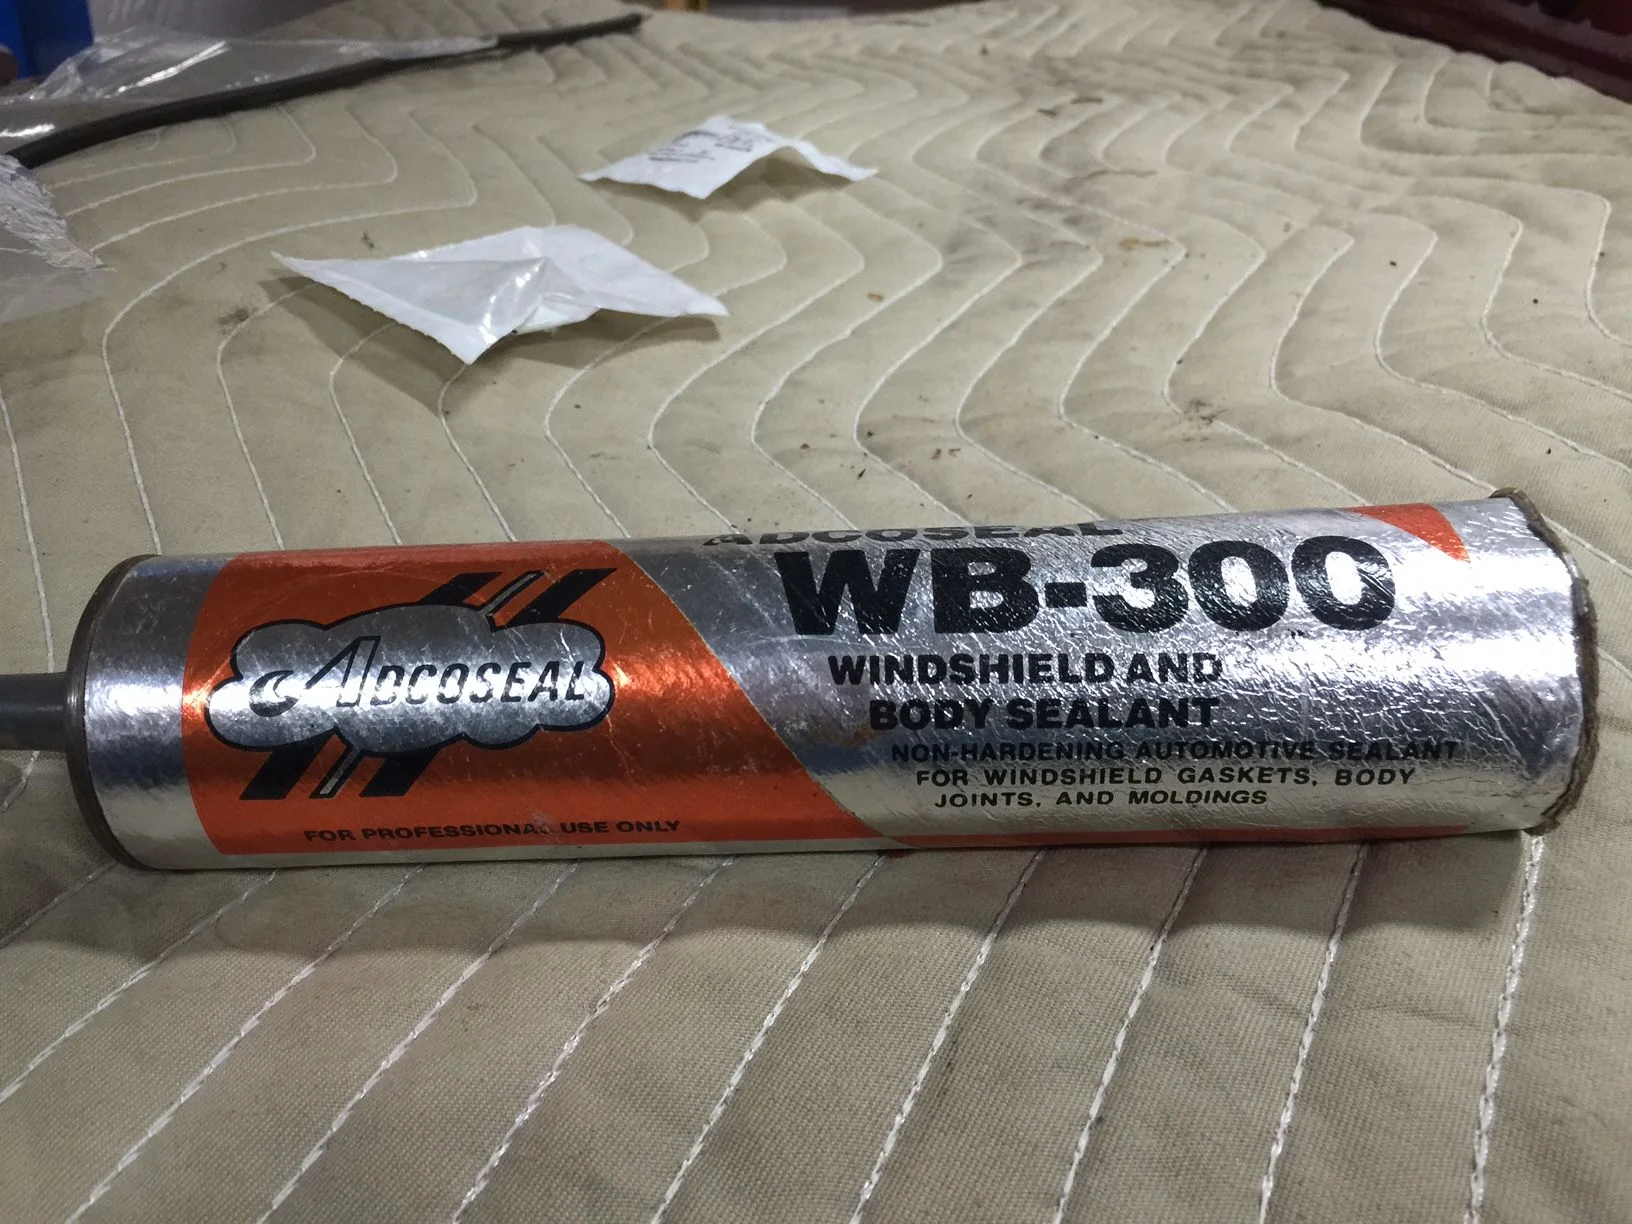 ADCOSEAL
FOR PROFESSIONAL USE ONLY
ADCOSEAL
WB-300
WINDSHIELD AND
BODY SEALANT
NON-HARDENING AUTOMOTIVE SEALANT
FOR WINDSHIELD GASKETS, BODY
JOINTS, AND MOLDINGS